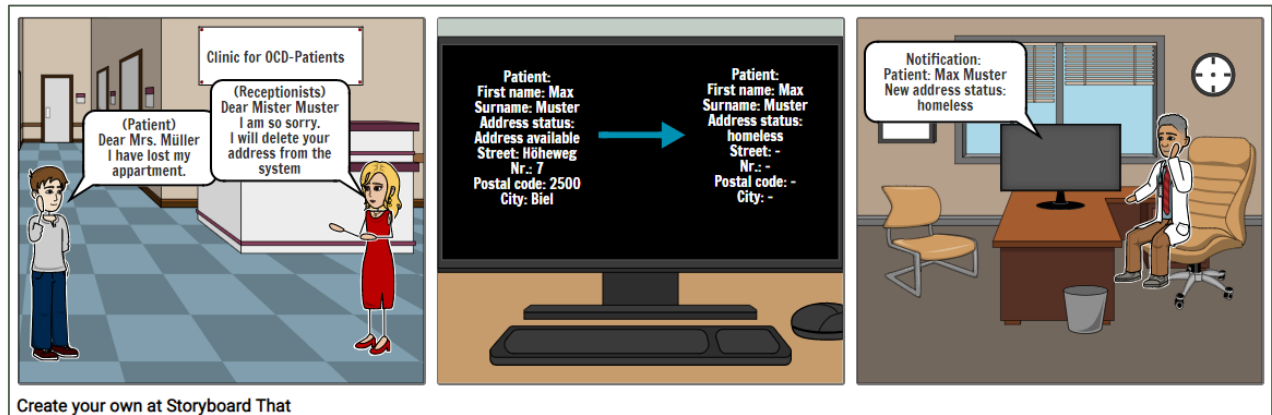 Clinic for OCD-Patients
(Patient)
Dear Mrs. Müller
I have lost my
appartment.
(Receptionists)
Dear Mister Muster
I am so sorry.
I will delete your
address from the
system
Patient:
First name: Max
Surname: Muster
Address status:
Address available
Street: Höheweg
Nr.: 7
Postal code: 2500
City: Biel
Patient:
First name: Max
Surname: Muster
Address status:
homeless
Street: -
Nr.: -
Postal code: -
City: -
Notification:
Patient: Max Muster
New address status:
homeless
Create your own at Storyboard That